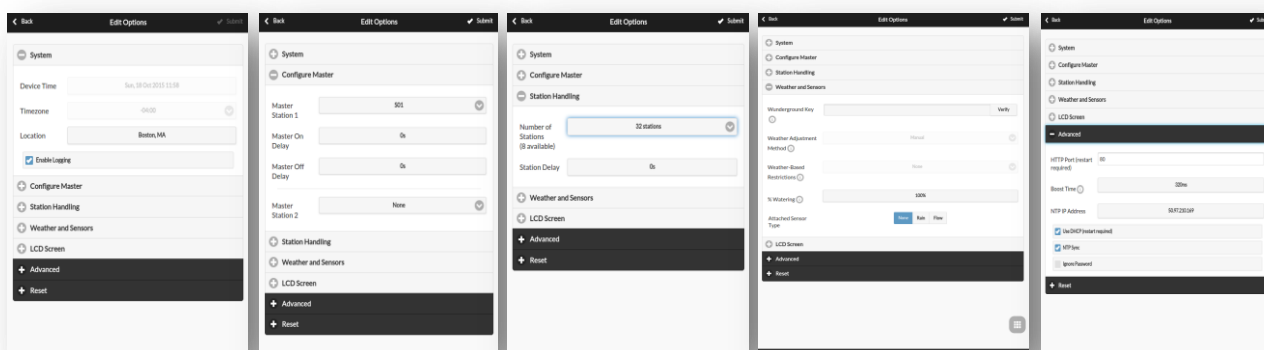 Back Edit Options Submit
System
Device Time Sun, 18 Oct 2015 11:58
Timezone
Location Boston, MA
Enable Logging
Configure Master
Station Handling
Weather and Sensors
LCD Screen
Advanced
Reset
Back Edit Options Submit
System
Configure Master
Master
Station 1 S01
Master On
Delay 0s
Master Off
Delay 0s
Master
Station 2 None
Station Handling
Weather and Sensors
LCD Screen
Advanced
Reset
Back Edit Options Submit
System
Configure Master
Station Handling
Number of
Stations
(8 available) 32 stations
Station Delay 0s
Weather and Sensors
LCD Screen
Advanced
Reset
Back Edit Options Submit
System
Configure Master
Station Handling
Weather and Sensors
Wunderground Key Verify
Weather Adjustment
Method Manual
Weather-Based
Restrictions None
% Watering 100%
Attached Sensor
Type None Rain Flow
LCD Screen
Advanced
Reset
Back Edit Options
System
Configure Master
Station Handling
Weather and Sensors
LCD Screen
Advanced
HTTP Port (restart
required) 80
Boost Time 320ms
NTP IP Address
Use DHCP (restart required)
NTP Sync
Ignore Password
Reset